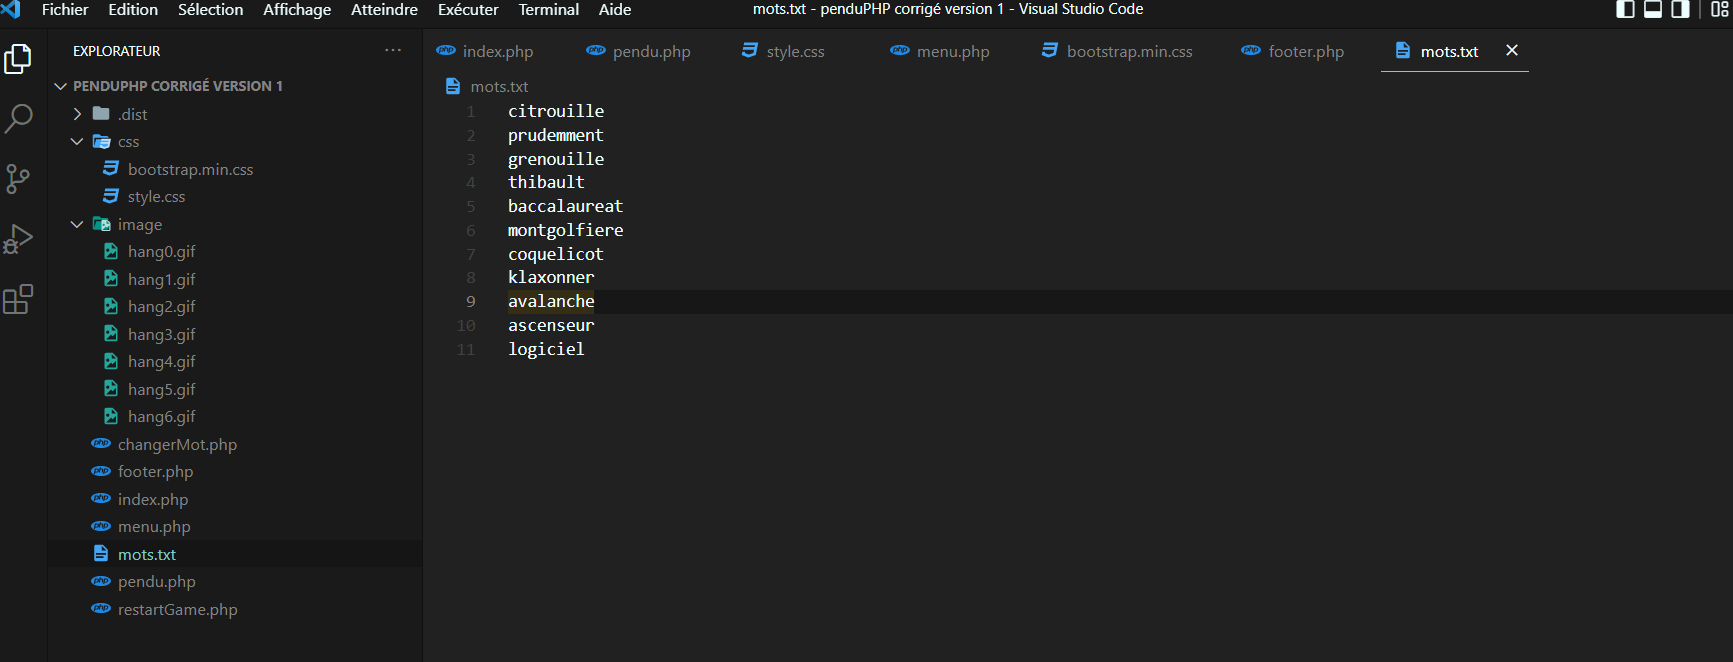 Fichier Edition Sélection Affichage Atteindre Exécuter Terminal Aide mots.txt - penduPHP corrigé version 1 - Visual Studio Code
EXPLORATEUR ...
PENDUPHP CORRIGÉ VERSION 1
.dist
css
bootstrap.min.css
style.css
image
hang0.gif
hang1.gif
hang2.gif
hang3.gif
hang4.gif
hang5.gif
hang6.gif
changerMot.php
footer.php
index.php
menu.php
mots.txt
pendu.php
restartGame.php
index.php pendu.php style.css menu.php bootstrap.min.css footer.php mots.txt
mots.txt
1 citrouille
2 prudemment
3 grenouille
4 thibault
5 baccalaureat
6 montgolfiere
7 coquelicot
8 klaxonner
9 avalanche
10 ascenseur
11 logiciel